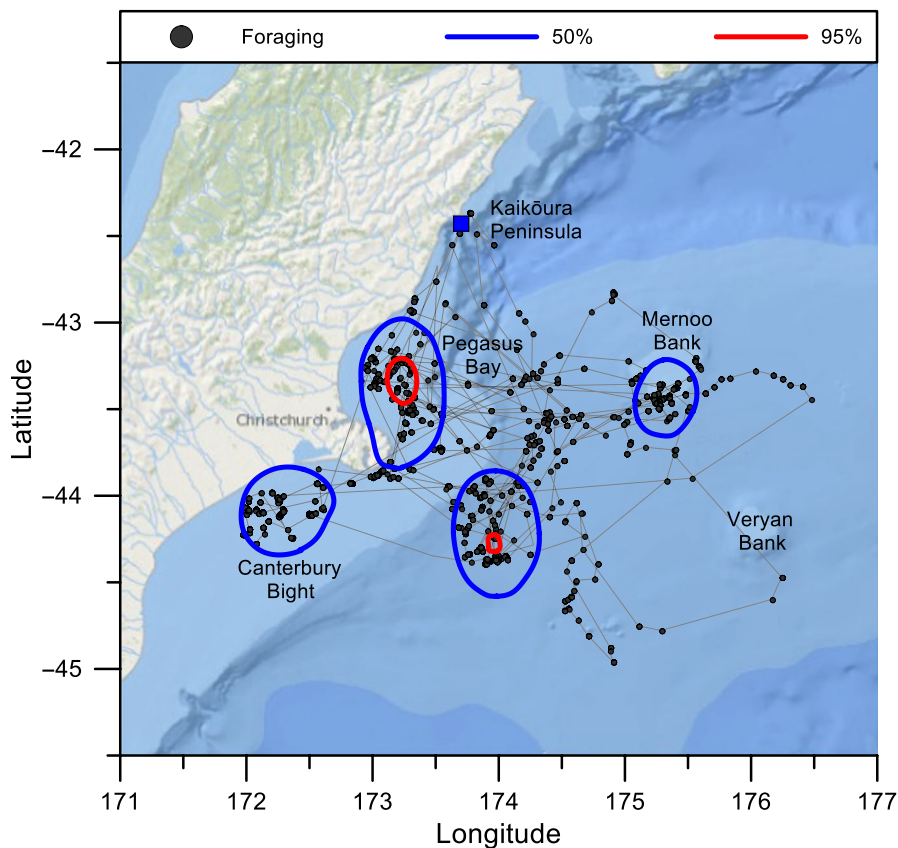 Foraging 50% 95%
−42
−43
−44
−45
Latitude
Kaikōura
Peninsula
Mernoo
Bank
Pegasus
Bay
Christchurch
Veryan
Bank
Canterbury
Bight
171 172 173 174 175 176 177
Longitude